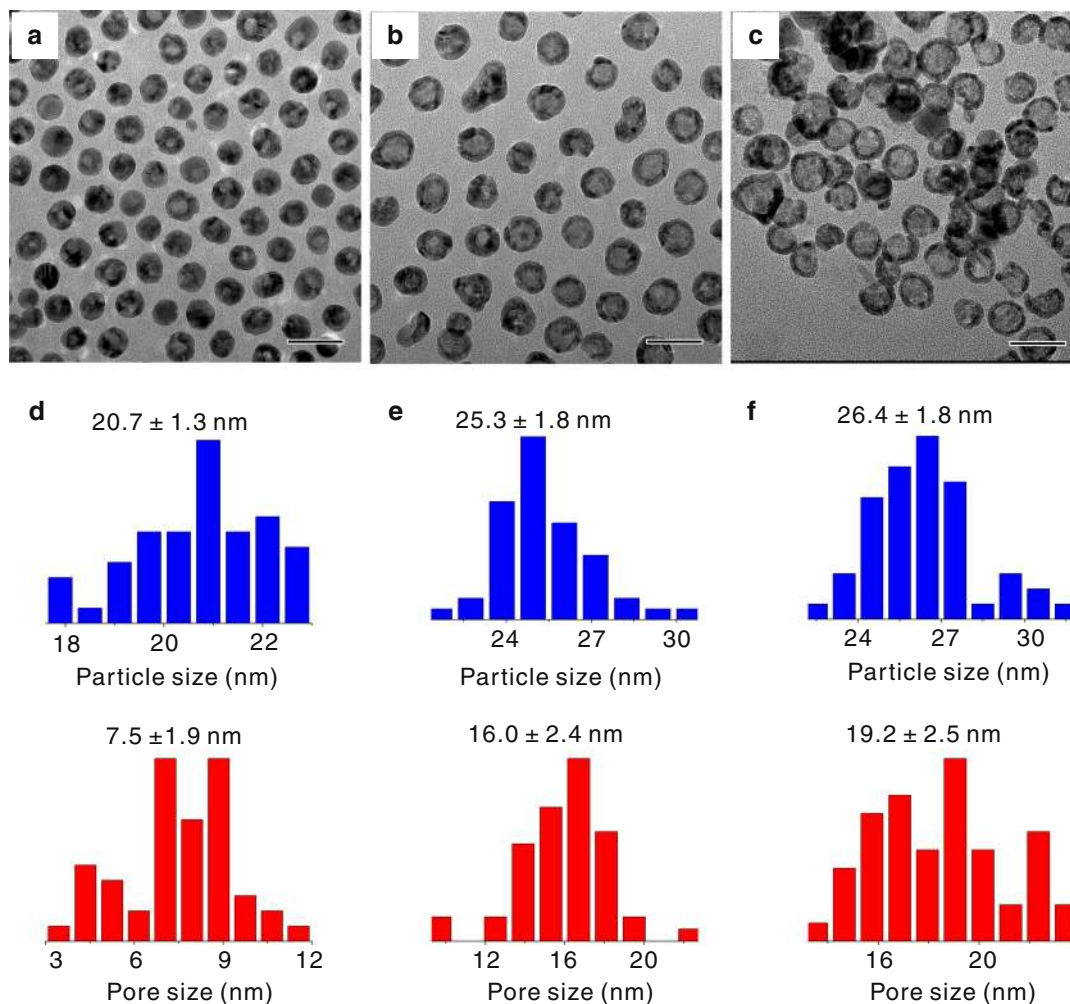 a
b
c
d
e
f
20.7 ± 1.3 nm
25.3 ± 1.8 nm
26.4 ± 1.8 nm
18 20 22
24 27 30
24 27 30
Particle size (nm)
Particle size (nm)
Particle size (nm)
7.5 ±1.9 nm
16.0 ± 2.4 nm
19.2 ± 2.5 nm
3 6 9 12
12 16 20
16 20
Pore size (nm)
Pore size (nm)
Pore size (nm)